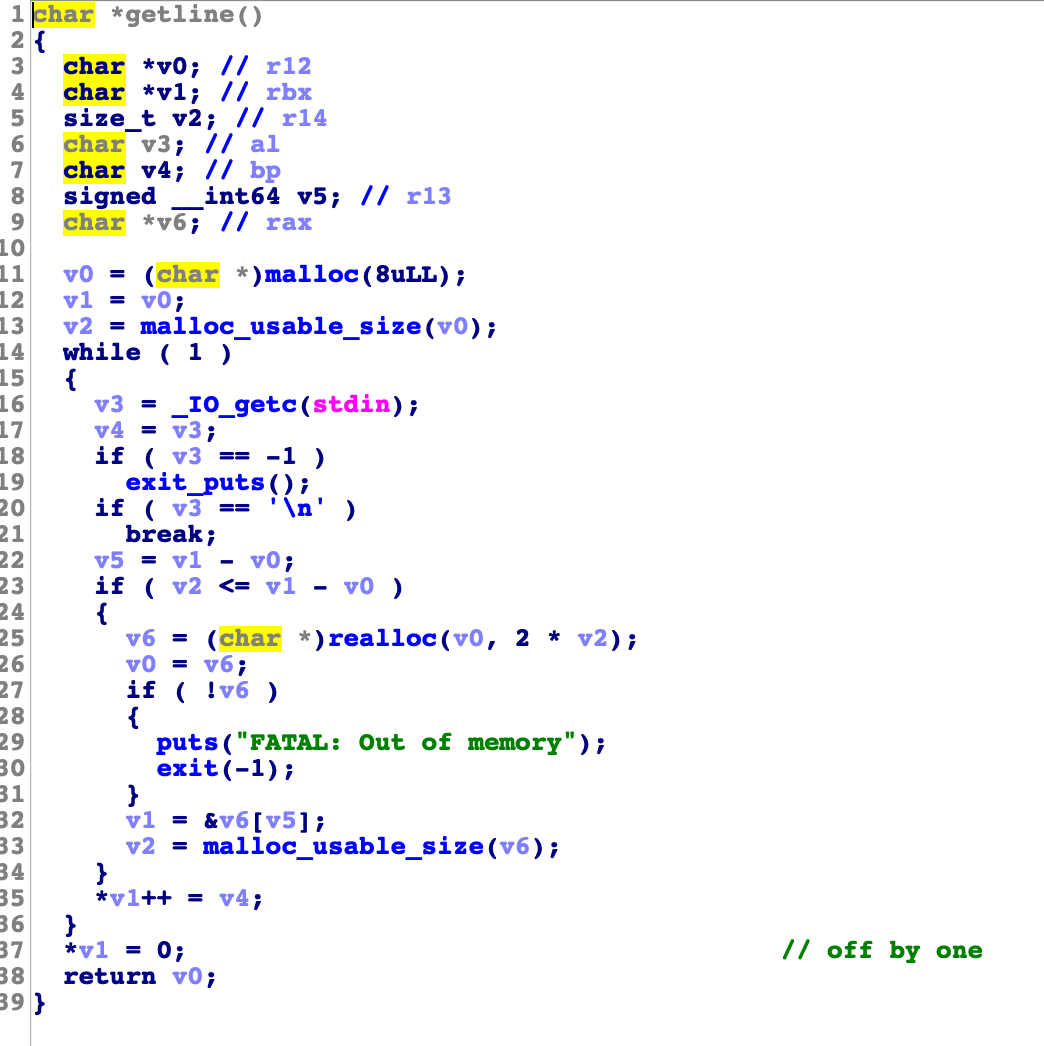 1 char *getline()
2 {
3 char *v0; // r12
4 char *v1; // rbx
5 size_t v2; // r14
6 char v3; // al
7 char v4; // bp
8 signed __int64 v5; // r13
9 char *v6; // rax
10
11 v0 = (char *)malloc(8uLL);
12 v1 = v0;
13 v2 = malloc_usable_size(v0);
14 while ( 1 )
15 {
16 v3 = _IO_getc(stdin);
17 v4 = v3;
18 if ( v3 == -1 )
19 exit_puts();
20 if ( v3 == '\n' )
21 break;
22 v5 = v1 - v0;
23 if ( v2 <= v1 - v0 )
24 {
25 v6 = (char *)realloc(v0, 2 * v2);
26 v0 = v6;
27 if ( !v6 )
28 {
29 puts("FATAL: Out of memory");
30 exit(-1);
31 }
32 v1 = &v6[v5];
33 v2 = malloc_usable_size(v6);
34 }
35 *v1++ = v4;
36 }
37 *v1 = 0; // off by one
38 return v0;
39 }